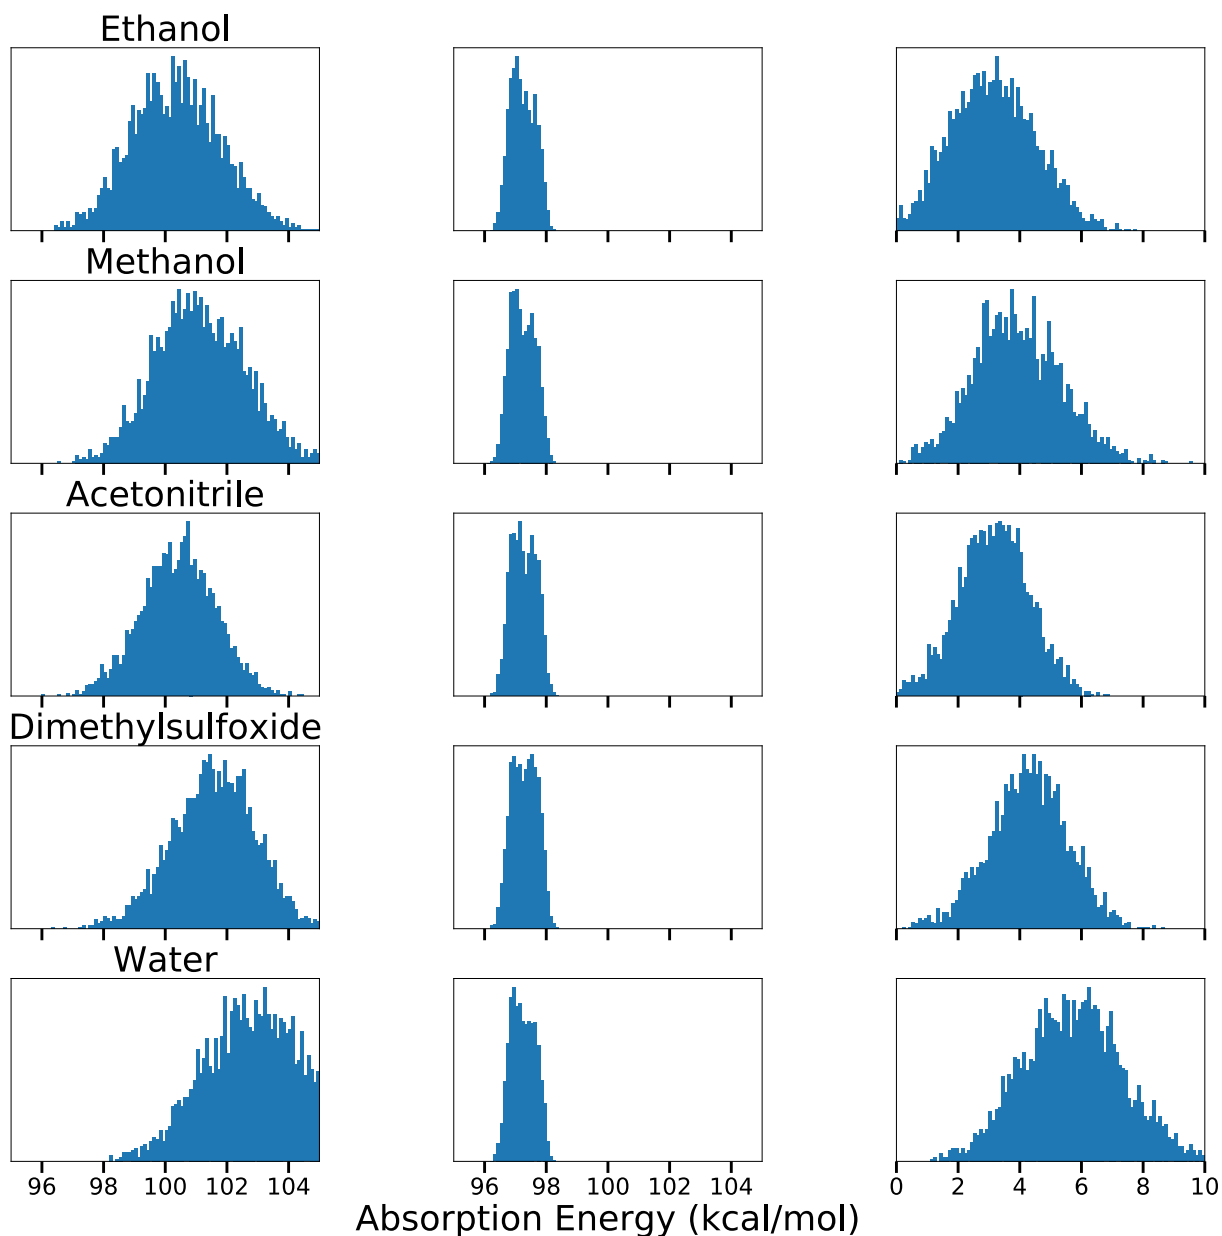 Ethanol
Methanol
Acetonitrile
Dimethylsulfoxide
Water
96 98 100 102 104 96 98 100 102 104 0 2 4 6 8 10
Absorption Energy (kcal/mol)